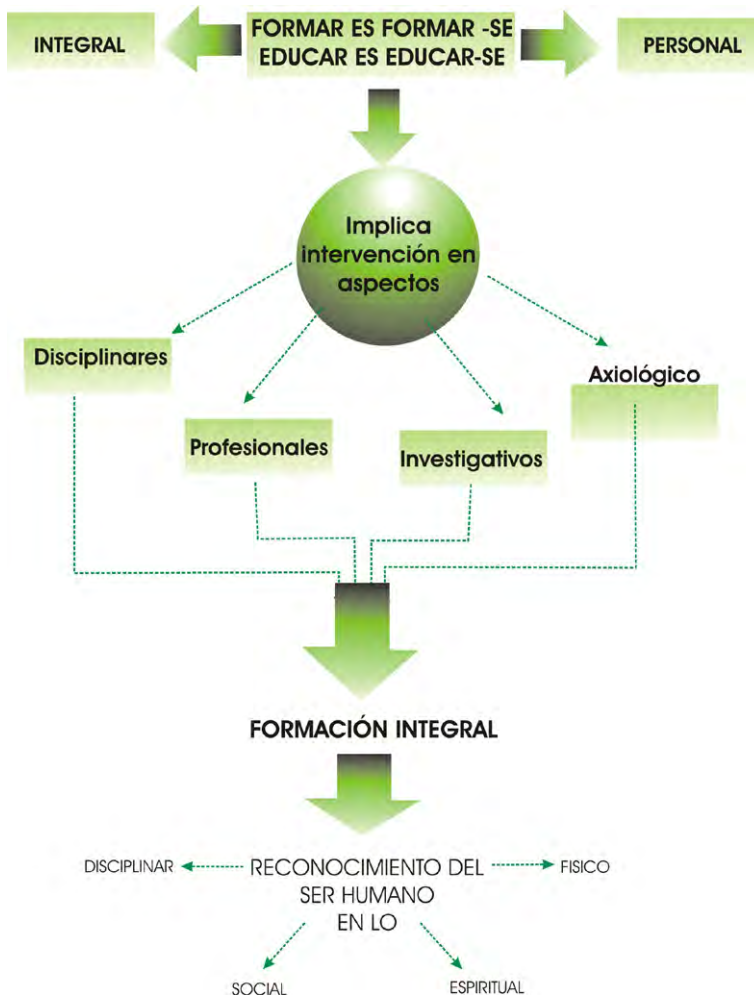 INTEGRAL
FORMAR ES FORMAR -SE
EDUCAR ES EDUCAR-SE
PERSONAL
Implica
intervención en
aspectos
Disciplinares
Axiológico
Profesionales
Investigativos
FORMACIÓN INTEGRAL
DISCIPLINAR
RECONOCIMIENTO DEL
SER HUMANO
EN LO
FISICO
SOCIAL
ESPIRITUAL